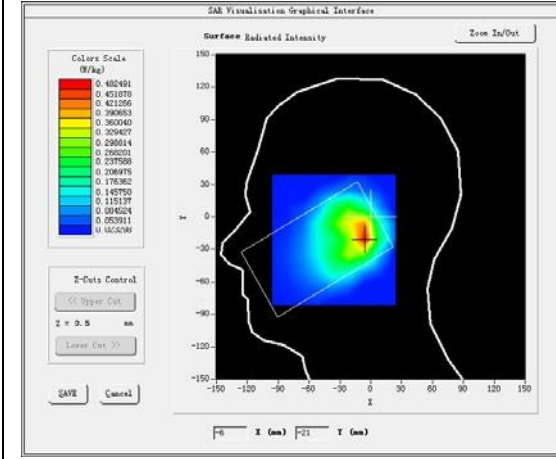 SAR Visualisation Graphical Interface
Surface Radiated Intensity
Zoom In/Out
Colors Scale
(W/kg)
0.482491
0.451878
0.421266
0.390653
0.360040
0.329427
0.298814
0.268201
0.237588
0.206975
0.176362
0.145750
0.115137
0.084524
0.053911
Z-Cuts Control
<< Upper Cut
Z = 3.5 mm
Lower Cut >>
SAVE
Cancel
150
120
90
60
30
0
-30
-60
-90
-120
-150
Y
-150 -120 -90 -60 -30 0 30 60 90 120 150
X
-6 X (mm) -21 Y (mm)